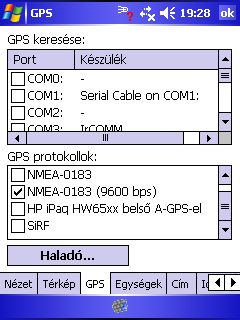 GPS 19:28 ok
GPS keresése:
Port Készülék
COM0: -
COM1: Serial Cable on COM1:
COM2: -
COM3: IrCOMM
GPS protokollok:
NMEA-0183
NMEA-0183 (9600 bps)
HP iPaq HW65xx belső A-GPS-el
SiRF
Haladó...
Nézet Térkép GPS Egységek Cím